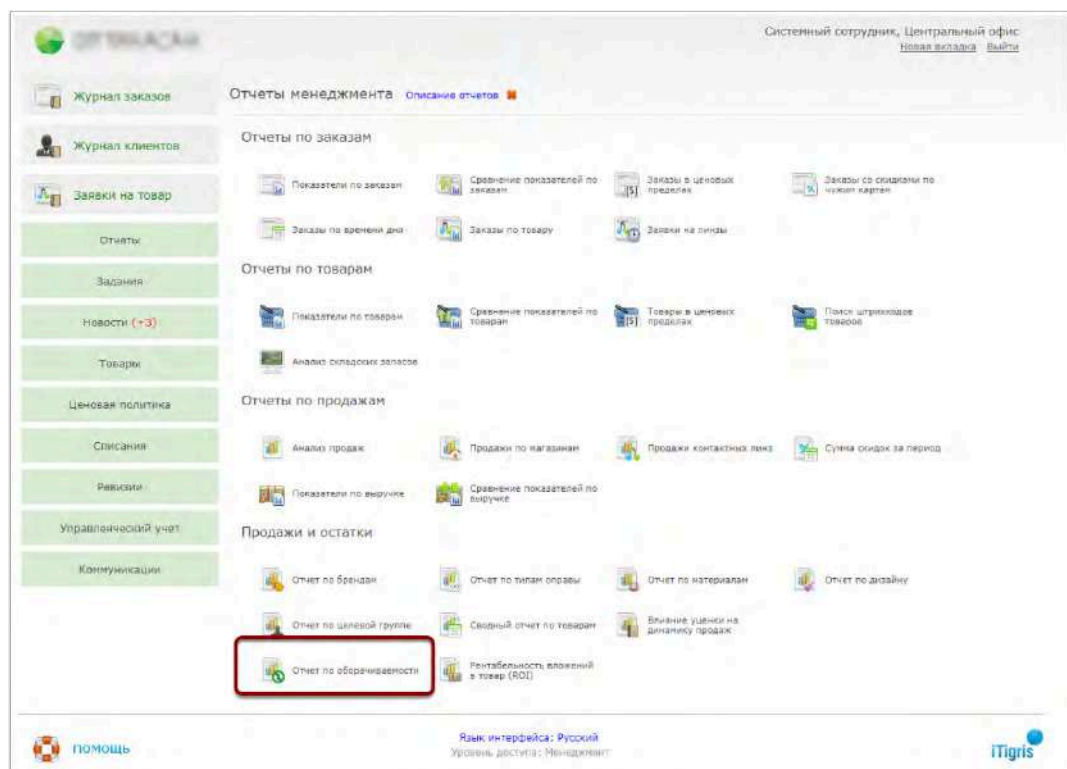 Системный сотрудник, Центральный офис
Новая вкладка Выйти
Журнал заказов
Журнал клиентов
Заявки на товар
Отчеты
Задания
Новости (+3)
Товары
Ценовая политика
Списания
Ревизии
Управленческий учет
Коммуникации
Отчеты менеджмента Описание отчетов
Отчеты по заказам
Показатели по заказам
Сравнение показателей по
заказам
Заказы в ценовых
пределах
Заказы со скидками по
чужим картам
Заказы по времени дня
Заказы по товару
Заявки на линзы
Отчеты по товарам
Показатели по товарам
Сравнение показателей по
товарам
Товары в ценовых
пределах
Поиск штрихкодов
товаров
Анализ складских запасов
Отчеты по продажам
Анализ продаж
Продажи по магазинам
Продажи контактных линз
Сумма скидок за период
Показатели по выручке
Сравнение показателей по
выручке
Продажи и остатки
Отчет по брендам
Отчет по типам оправы
Отчет по материалам
Отчет по дизайну
Отчет по целевой группе
Сводный отчет по товарам
Влияние уценки на
динамику продаж
Отчет по оборачиваемости
Рентабельность вложений
в товар (ROI)
помощь
Язык интерфейса: Русский
Уровень доступа: Менеджмент
iTigris